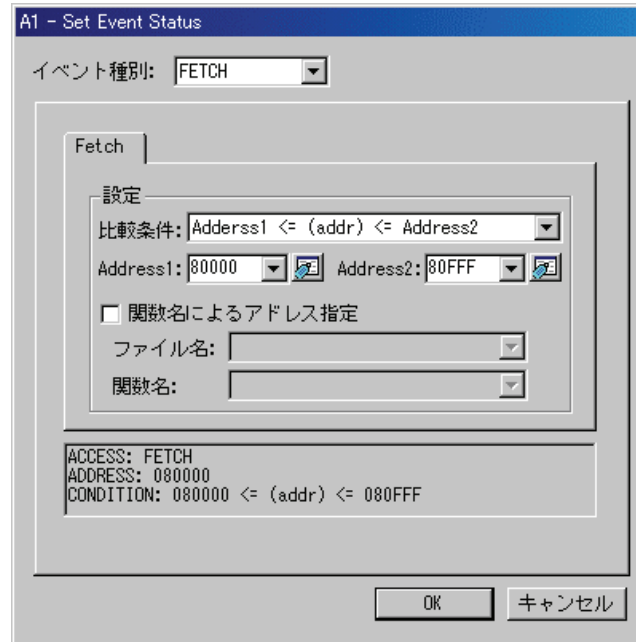 A1 - Set Event Status
イベント種別: FETCH
Fetch
設定
比較条件: Adderss1 <= (addr) <= Address2
Address1: 80000 Address2: 80FFF
関数名によるアドレス指定
ファイル名:
関数名:
ACCESS: FETCH
ADDRESS: 080000
CONDITION: 080000 <= (addr) <= 080FFF
OK キャンセル